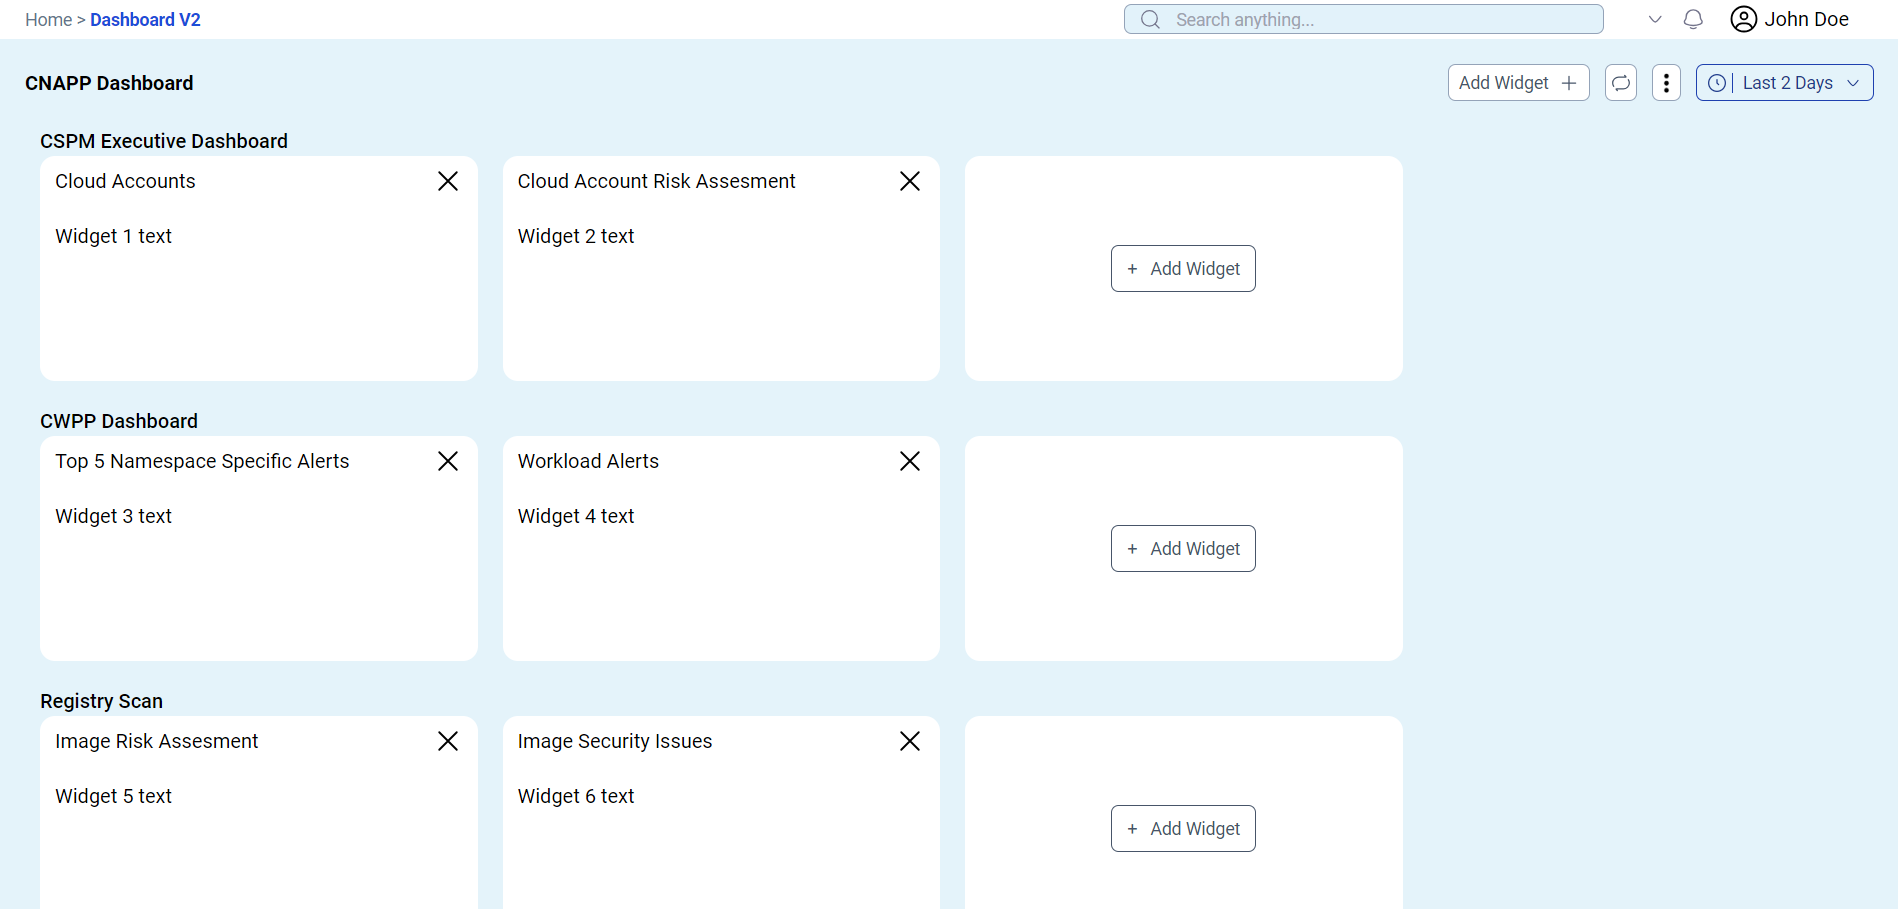 Home > Dashboard V2
Search anything...
John Doe
CNAPP Dashboard
Add Widget +
Last 2 Days
CSPM Executive Dashboard
Cloud Accounts
Widget 1 text
Cloud Account Risk Assesment
Widget 2 text
+ Add Widget
CWPP Dashboard
Top 5 Namespace Specific Alerts
Widget 3 text
Workload Alerts
Widget 4 text
+ Add Widget
Registry Scan
Image Risk Assesment
Widget 5 text
Image Security Issues
Widget 6 text
+ Add Widget